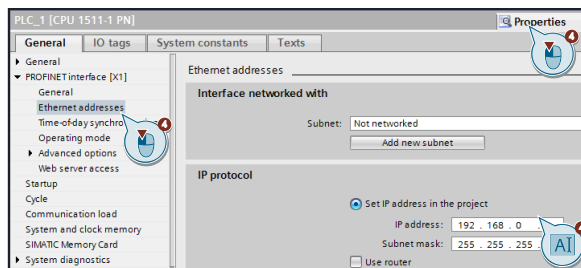 PLC_1 [CPU 1511-1 PN]
Properties
4
General IO tags System constants Texts
General
PROFINET interface [X1]
General
Ethernet addresses
Time-of-day synchro
4
Operating mode
Advanced options
Web server access
Startup
Cycle
Communication load
System and clock memory
SIMATIC Memory Card
System diagnostics
Ethernet addresses
Interface networked with
Subnet: Not networked
Add new subnet
IP protocol
Set IP address in the project
IP address: 192 . 168 . 0 .
Subnet mask: 255 . 255 . 255
AI
Use router